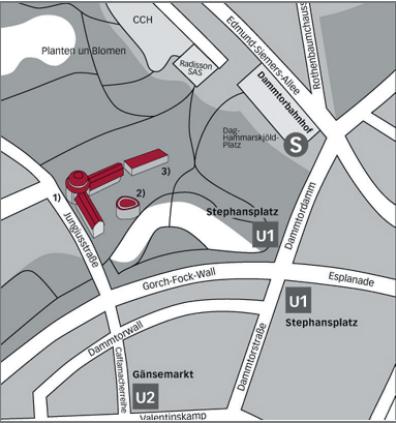 CCH
Edmund-Siemers-Allee
Rothenbaumchauss
Planten un Blomen
Radisson
SAS
Dammtorbahnhof
Dag-
Hammarskjöld-
Platz
S
3)
1)
2)
Jungiusstraße
Stephansplatz
U1
Dammtordamm
Gorch-Fock-Wall
Esplanade
U1
Stephansplatz
Dammtorwall
Dammtorstraße
Caffamacherreihe
Gänsemarkt
U2
Valentinskamp